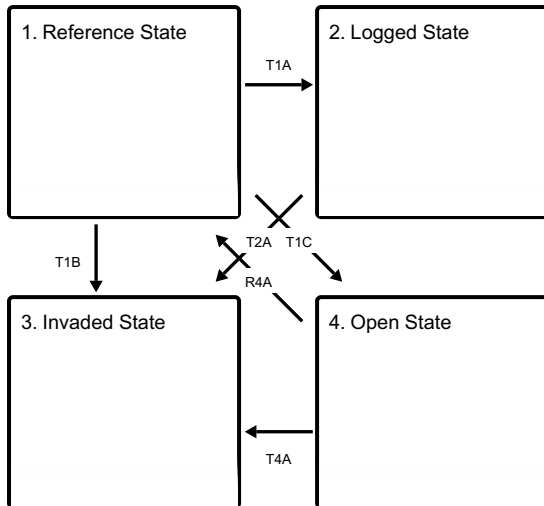 1. Reference State
2. Logged State
T1A
T2A
T1C
T1B
R4A
3. Invaded State
4. Open State
T4A